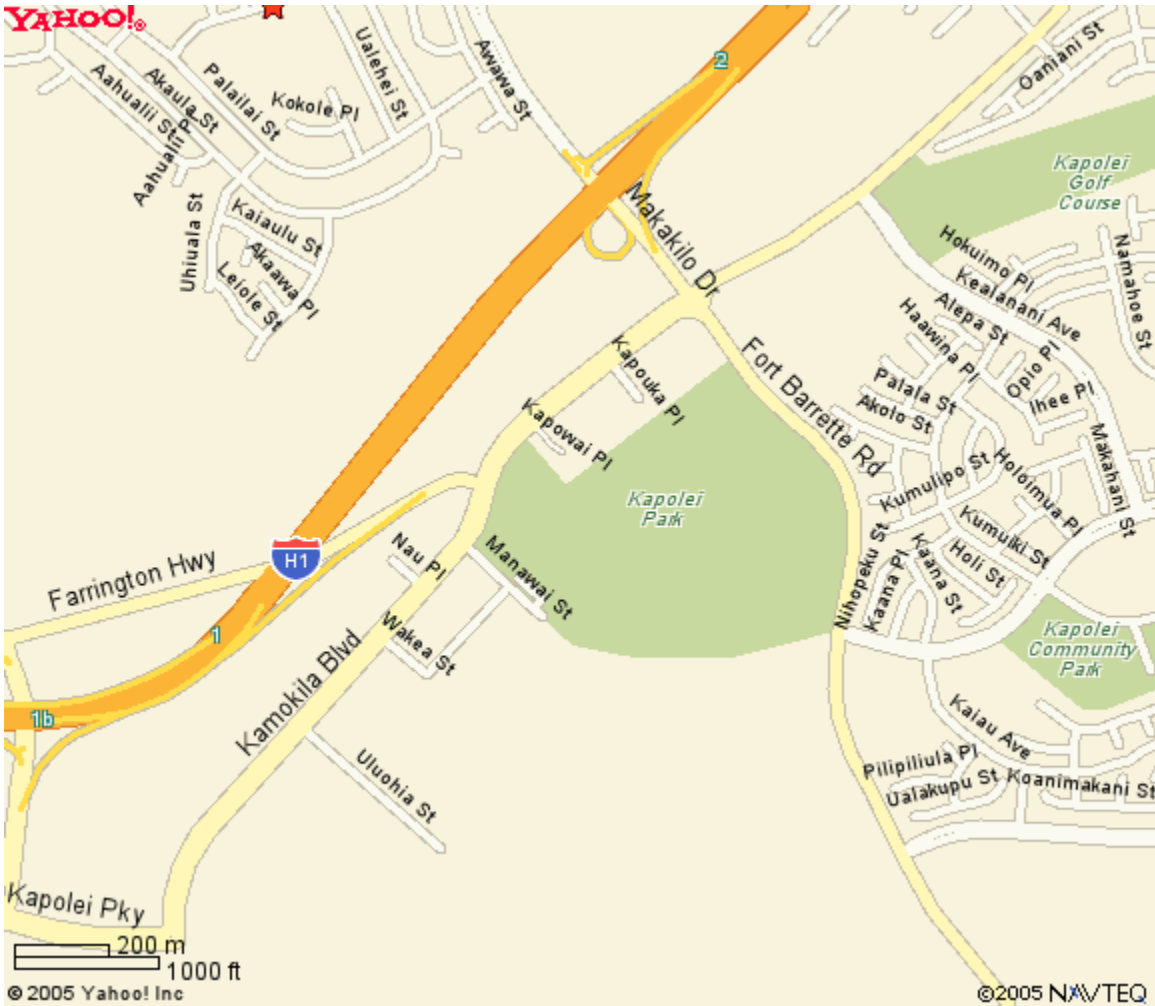 YAHOO!®
2
Awawa St
Ualehei St
Palailai St
Akaula St
Aahualii St
Kokole Pl
Aahualii Pl
Oaniani St
Kapolei
Golf
Course
Uhiuala St
Kaiaulu St
Akaawa Pl
Leiole St
Makakilo Dr
Hokuimo Pl
Kealanani Ave
Namahoe St
Alepa St
Haawina Pl
Opio Pl
Ihee Pl
Palala St
Akolo St
Kapouka Pl
Fort Barrette Rd
Kapowai Pl
Makahani St
Holoimua Pl
Kumulipo St
Kapolei
Park
Kumuiki St
Holi St
Kaana St
Kaana Pl
Nihopeku St
H1
Farrington Hwy
Nau Pl
Manawai St
Wakea St
1
1b
Kamokila Blvd
Kapolei
Community
Park
Kaiau Ave
Pilipiliula Pl
Ualakupu St
Koanimakani St
Uluohia St
Kapolei Pky
200 m
1000 ft
© 2005 Yahoo! Inc
©2005 NAVTEQ